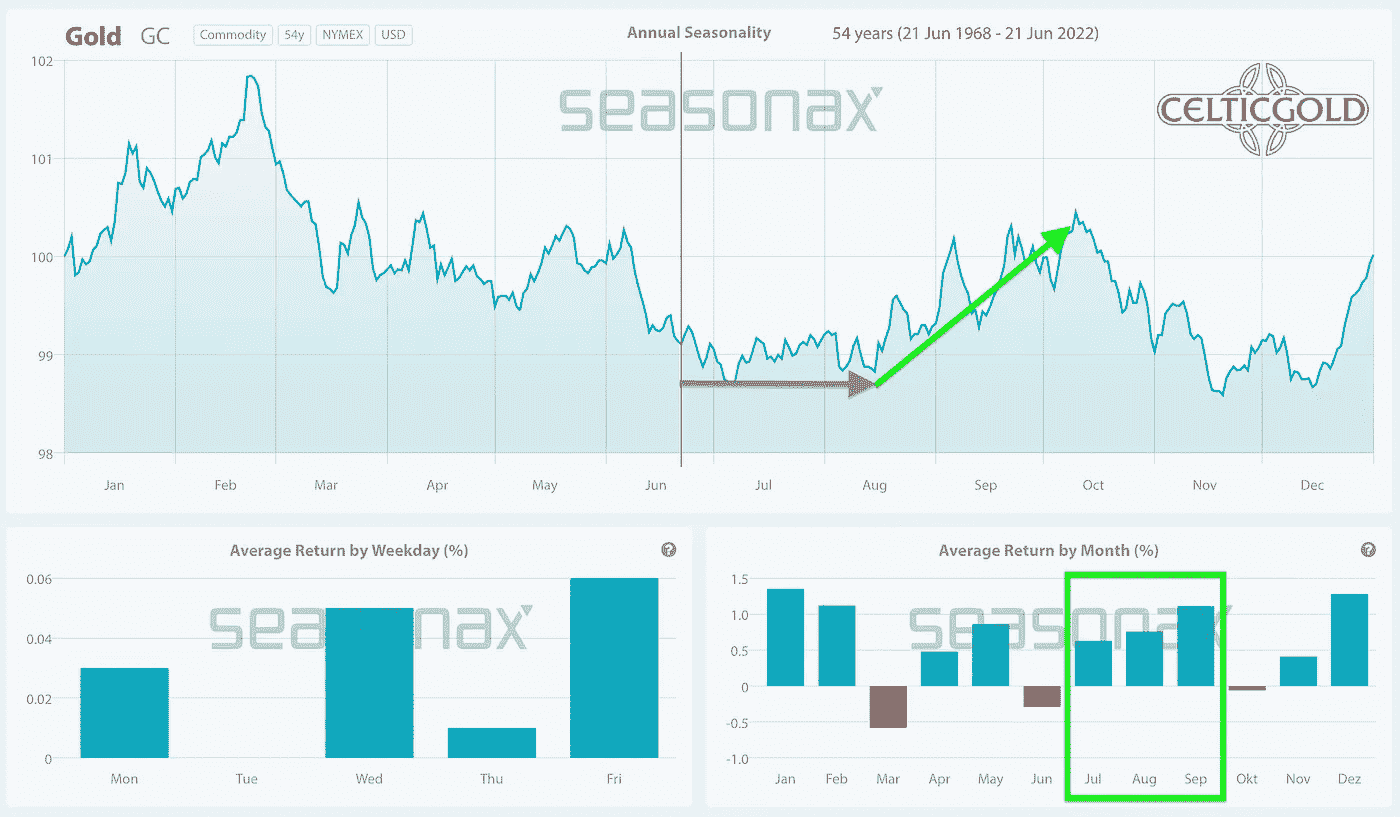 Gold GC Commodity 54y NYMEX USD Annual Seasonality 54 years (21 Jun 1968 - 21 Jun 2022)
seasonax
CELTICGOLD
102
101
100
99
98
Jan Feb Mar Apr May Jun Jul Aug Sep Oct Nov Dec
Average Return by Weekday (%) ?
seasonax
0.06
0.04
0.02
0
Mon Tue Wed Thu Fri
Average Return by Month (%) ?
seasonax
1.5
1.0
0.5
0
-0.5
-1.0
Jan Feb Mar Apr May Jun Jul Aug Sep Okt Nov Dez